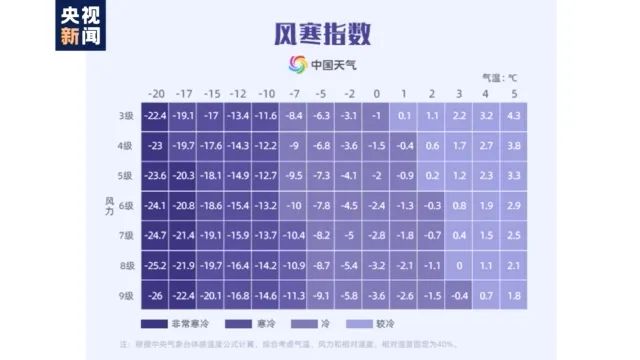 央视
新闻
风寒指数
中国天气
气温：℃
-20 -17 -15 -12 -10 -7 -5 -2 0 1 2 3 4 5
3级 -22.4 -19.1 -17 -13.4 -11.6 -8.4 -6.3 -3.1 -1 0.1 1.1 2.2 3.2 4.3
4级 -23 -19.7 -17.6 -14.3 -12.2 -9 -6.8 -3.6 -1.5 -0.4 0.6 1.7 2.7 3.8
5级 -23.6 -20.3 -18.1 -14.9 -12.7 -9.5 -7.3 -4.1 -2 -0.9 0.2 1.2 2.3 3.3
风力
6级 -24.1 -20.8 -18.6 -15.4 -13.2 -10 -7.8 -4.5 -2.4 -1.3 -0.3 0.8 1.9 2.9
7级 -24.7 -21.4 -19.1 -15.9 -13.7 -10.4 -8.2 -5 -2.8 -1.8 -0.7 0.4 1.5 2.5
8级 -25.2 -21.9 -19.7 -16.4 -14.2 -10.9 -8.7 -5.4 -3.2 -2.1 -1.1 0 1.1 2.1
9级 -26 -22.4 -20.1 -16.8 -14.6 -11.3 -9.1 -5.8 -3.6 -2.6 -1.5 -0.4 0.7 1.8
非常寒冷 寒冷 冷 较冷
注：根据中央气象台体感温度公式计算，综合考虑气温、风力和相对湿度，相对湿度固定为40%。